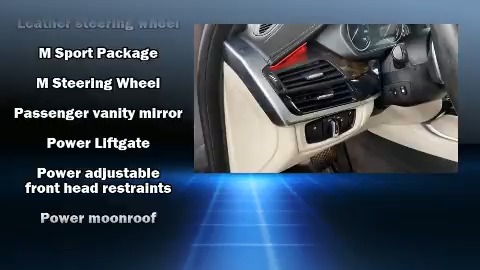 Leather steering wheel
M Sport Package
M Steering Wheel
Passenger vanity mirror
Power Liftgate
Power adjustable
front head restraints
Power moonroof